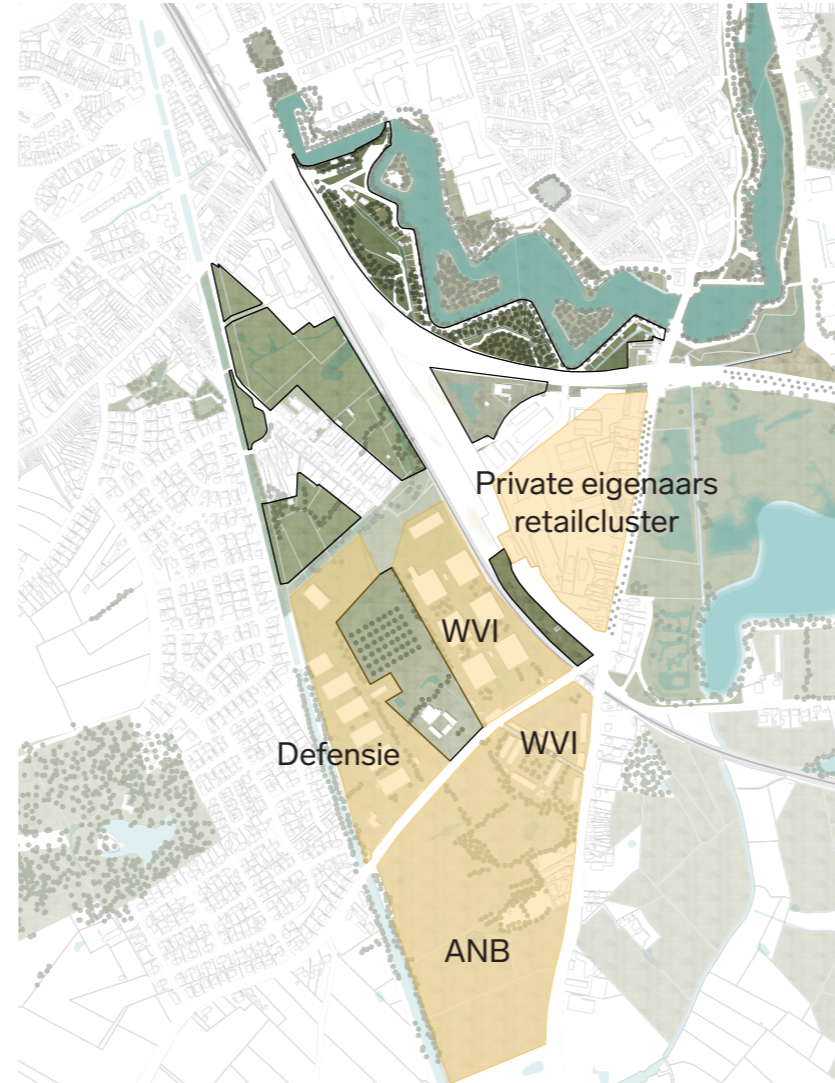 Private eigenaars
retailcluster
WVI
WVI
Defensie
ANB